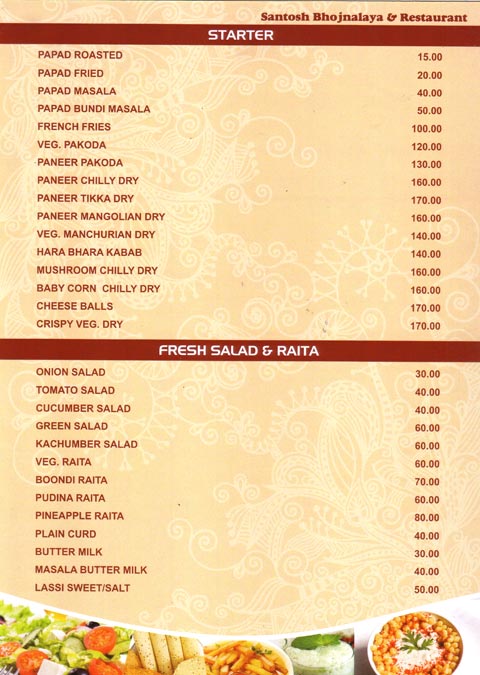 Santosh Bhojnalaya & Restaurant
STARTER
PAPAD ROASTED 15.00
PAPAD FRIED 20.00
PAPAD MASALA 40.00
PAPAD BUNDI MASALA 50.00
FRENCH FRIES 100.00
VEG. PAKODA 120.00
PANEER PAKODA 130.00
PANEER CHILLY DRY 160.00
PANEER TIKKA DRY 170.00
PANEER MANGOLIAN DRY 160.00
VEG. MANCHURIAN DRY 140.00
HARA BHARA KABAB 140.00
MUSHROOM CHILLY DRY 160.00
BABY CORN CHILLY DRY 160.00
CHEESE BALLS 170.00
CRISPY VEG. DRY 170.00
FRESH SALAD & RAITA
ONION SALAD 30.00
TOMATO SALAD 40.00
CUCUMBER SALAD 40.00
GREEN SALAD 60.00
KACHUMBER SALAD 60.00
VEG. RAITA 60.00
BOONDI RAITA 70.00
PUDINA RAITA 60.00
PINEAPPLE RAITA 80.00
PLAIN CURD 40.00
BUTTER MILK 30.00
MASALA BUTTER MILK 40.00
LASSI SWEET/SALT 50.00